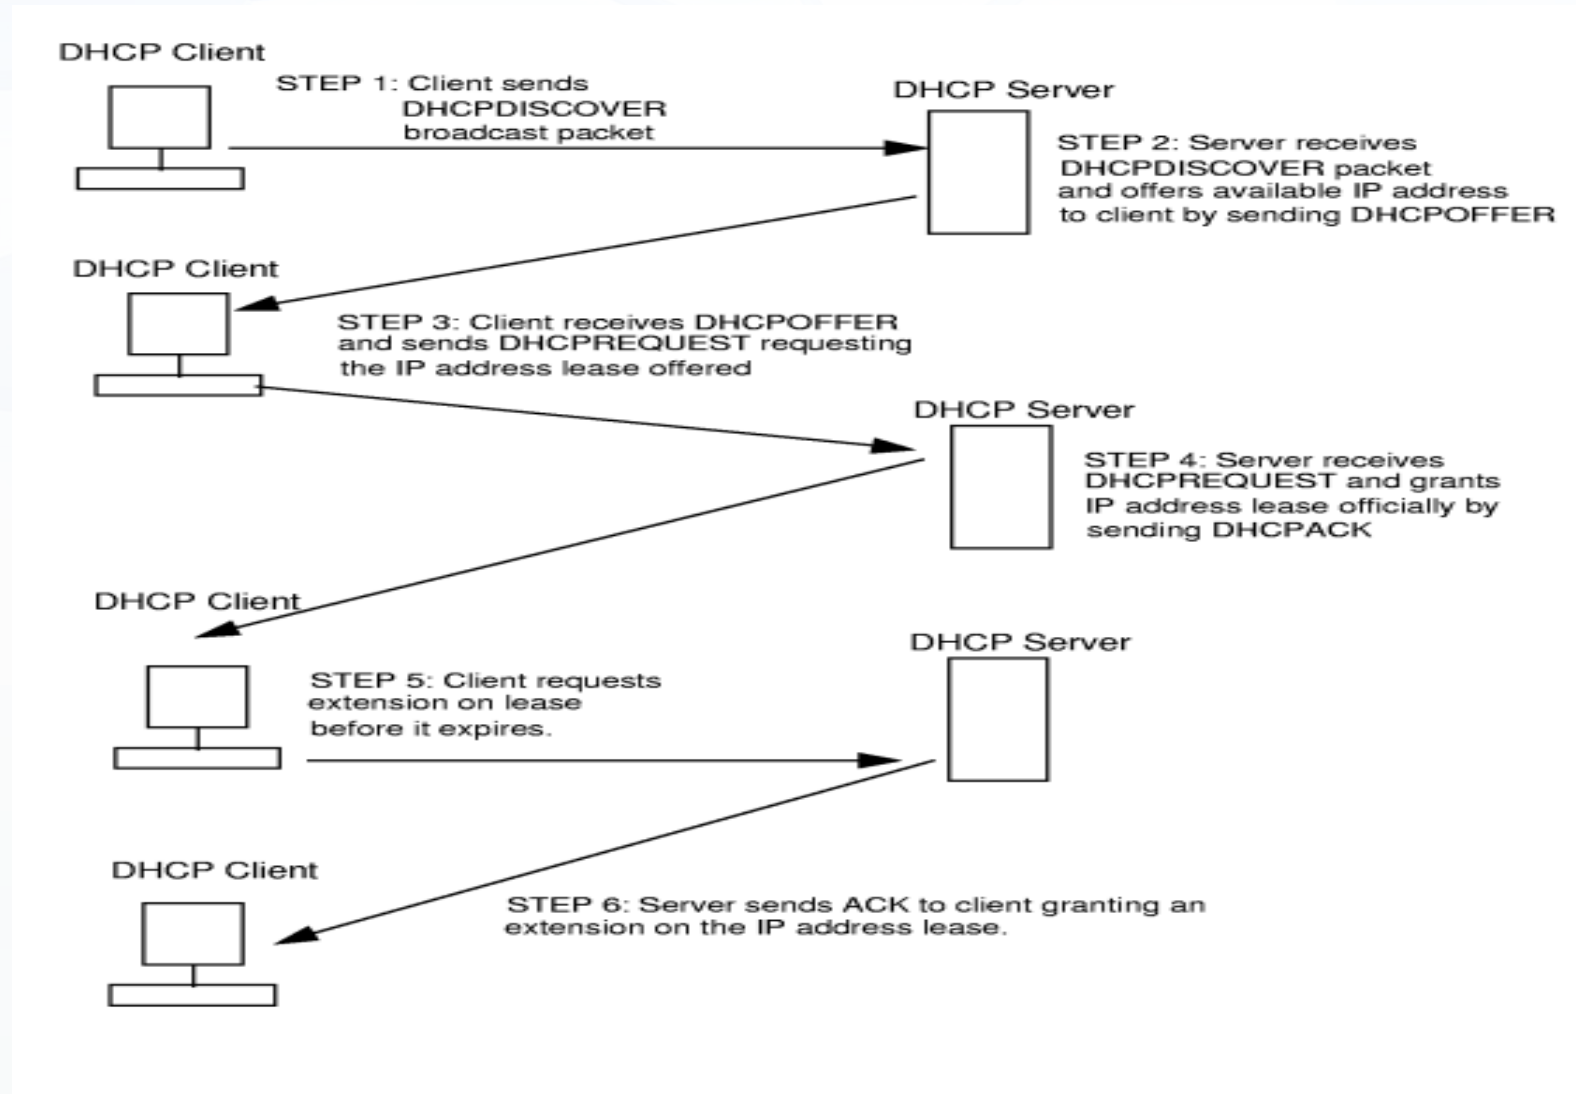 DHCP Client
STEP 1: Client sends
DHCPDISCOVER
broadcast packet
DHCP Server
STEP 2: Server receives
DHCPDISCOVER packet
and offers available IP address
to client by sending DHCPOFFER
DHCP Client
STEP 3: Client receives DHCPOFFER
and sends DHCPREQUEST requesting
the IP address lease offered
DHCP Server
STEP 4: Server receives
DHCPREQUEST and grants
IP address lease officially by
sending DHCPACK
DHCP Client
STEP 5: Client requests
extension on lease
before it expires.
DHCP Server
DHCP Client
STEP 6: Server sends ACK to client granting an
extension on the IP address lease.